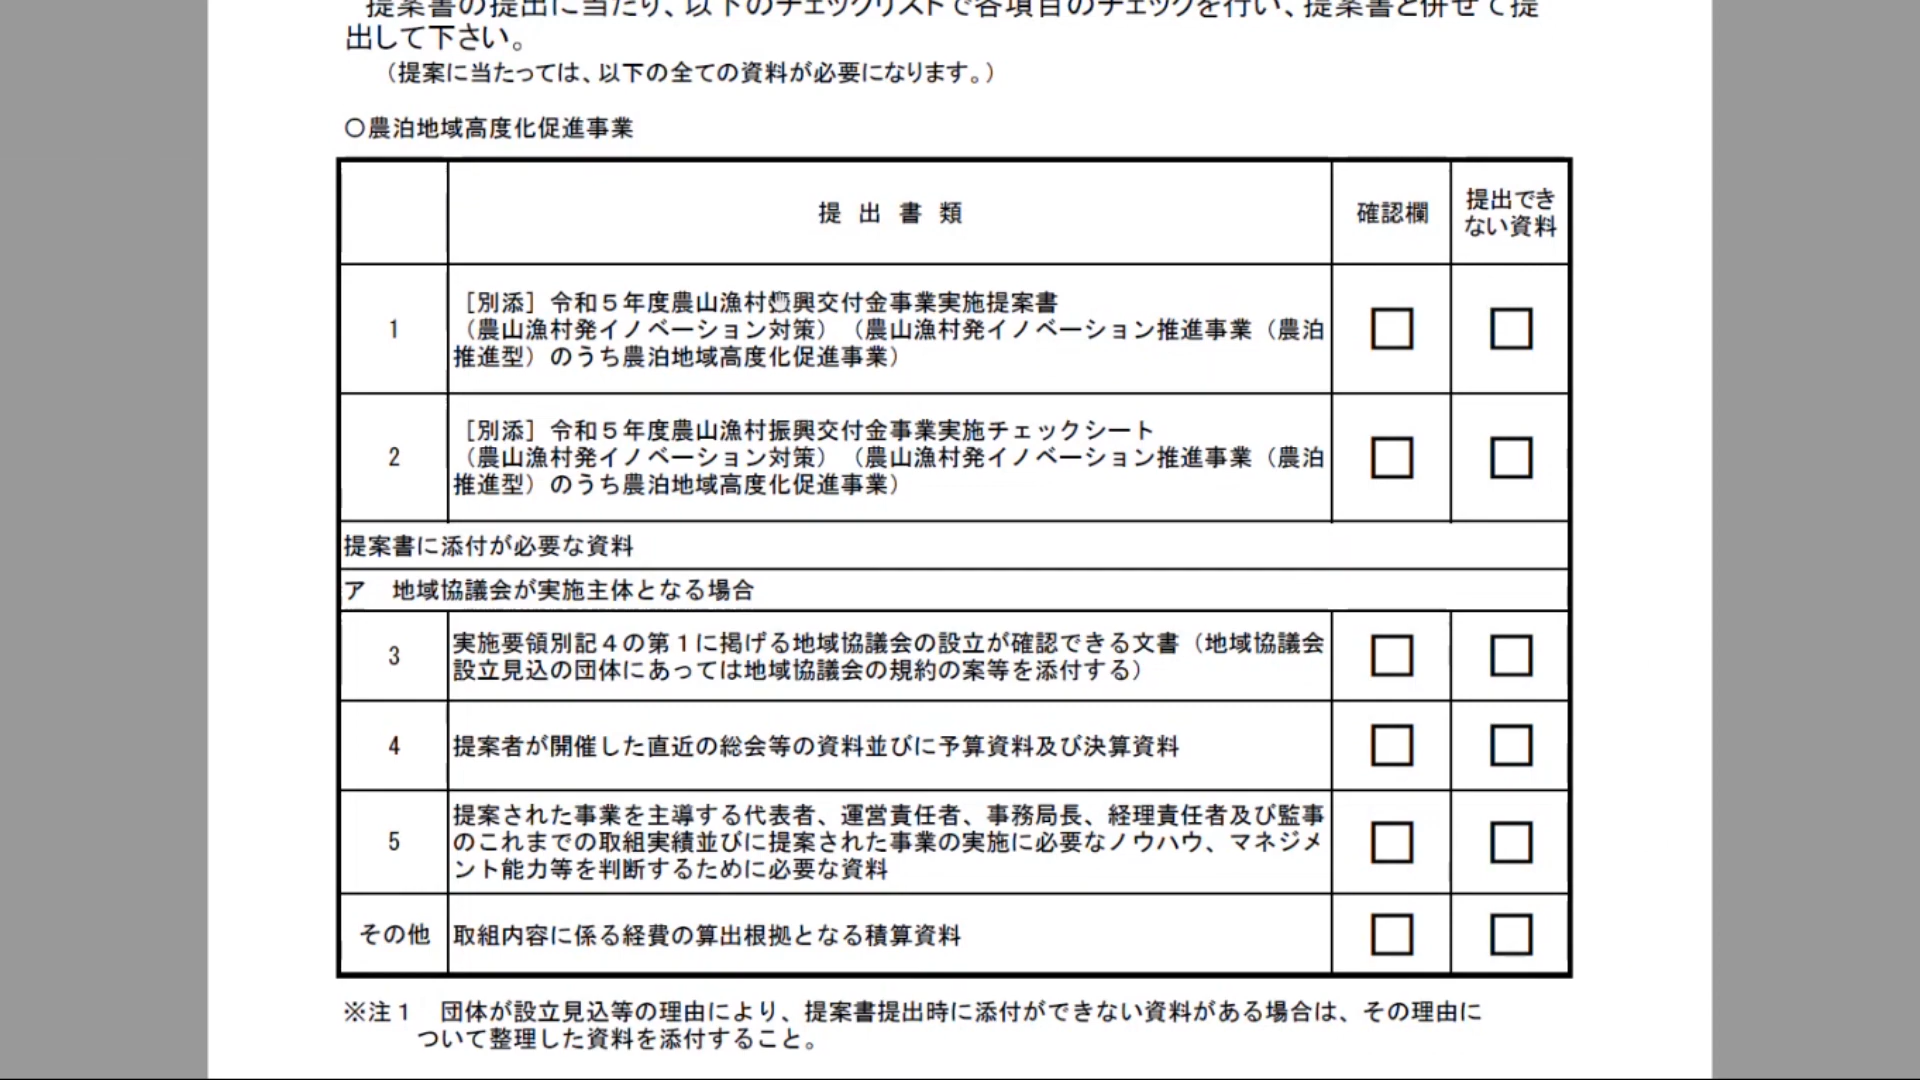 提案書の提出に当たり、以下のチェックリストで各項目のチェックを行い、提案書と併せて提
出して下さい。
（提案に当たっては、以下の全ての資料が必要になります。）
〇農泊地域高度化促進事業
提 出 書 類
確認欄
提出でき
ない資料
1
［別添］令和５年度農山漁村振興交付金事業実施提案書
（農山漁村発イノベーション対策）（農山漁村発イノベーション推進事業（農泊
推進型）のうち農泊地域高度化促進事業）
2
［別添］令和５年度農山漁村振興交付金事業実施チェックシート
（農山漁村発イノベーション対策）（農山漁村発イノベーション推進事業（農泊
推進型）のうち農泊地域高度化促進事業）
提案書に添付が必要な資料
ア　地域協議会が実施主体となる場合
3
実施要領別記４の第１に掲げる地域協議会の設立が確認できる文書（地域協議会
設立見込の団体にあっては地域協議会の規約の案等を添付する）
4
提案者が開催した直近の総会等の資料並びに予算資料及び決算資料
5
提案された事業を主導する代表者、運営責任者、事務局長、経理責任者及び監事
のこれまでの取組実績並びに提案された事業の実施に必要なノウハウ、マネジメ
ント能力等を判断するために必要な資料
その他
取組内容に係る経費の算出根拠となる積算資料
※注１　団体が設立見込等の理由により、提案書提出時に添付ができない資料がある場合は、その理由に
ついて整理した資料を添付すること。